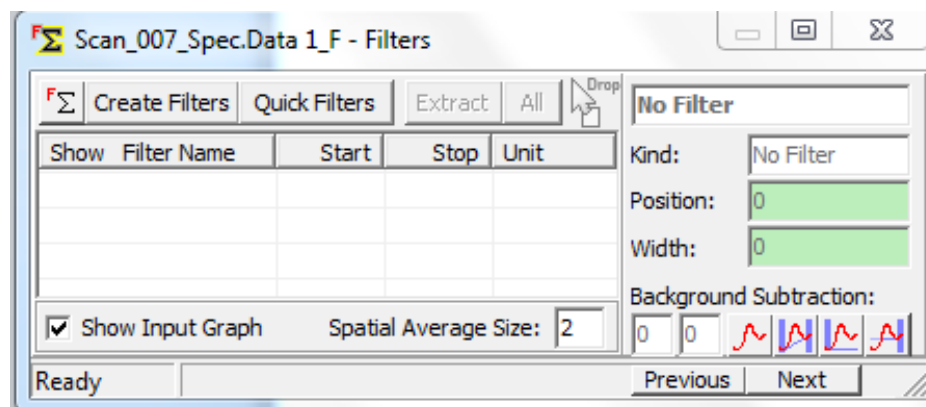 FΣ Scan_007_Spec.Data 1_F - Filters
FΣ Create Filters Quick Filters Extract All Drop
Show Filter Name Start Stop Unit
Show Input Graph Spatial Average Size: 2
No Filter
Kind: No Filter
Position: 0
Width: 0
Background Subtraction:
0 0
Ready Previous Next